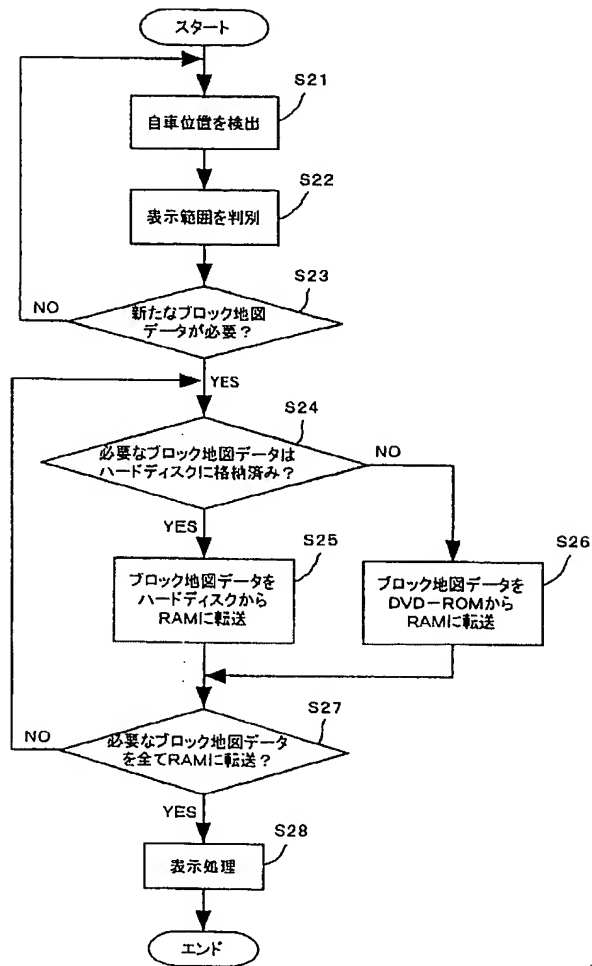 スタート
S21
自車位置を検出
S22
表示範囲を判別
S23
新たなブロック地図
データが必要？
NO
YES
S24
必要なブロック地図データは
ハードディスクに格納済み？
NO
YES
S25
ブロック地図データを
ハードディスクから
RAMに転送
S26
ブロック地図データを
DVD－ROMから
RAMに転送
S27
必要なブロック地図データ
を全てRAMに転送？
NO
YES
S28
表示処理
エンド